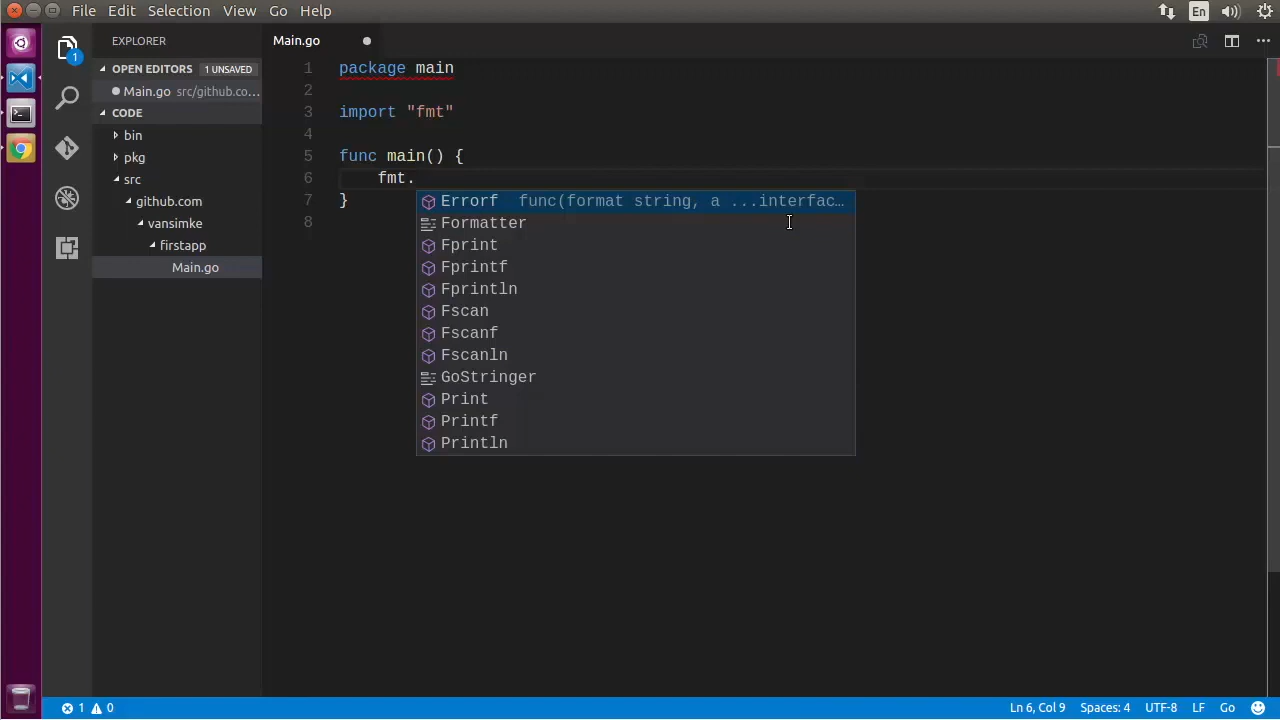 File Edit Selection View Go Help
En
EXPLORER
OPEN EDITORS 1 UNSAVED
Main.go src/github.co...
CODE
bin
pkg
src
github.com
vansimke
firstapp
Main.go
1
Main.go
1 package main
2
3 import "fmt"
4
5 func main() {
6 fmt.
7 }
8
Errorf func(format string, a ...interfac…
Formatter
Fprint
Fprintf
Fprintln
Fscan
Fscanf
Fscanln
GoStringer
Print
Printf
Println
1 0 Ln 6, Col 9 Spaces: 4 UTF-8 LF Go